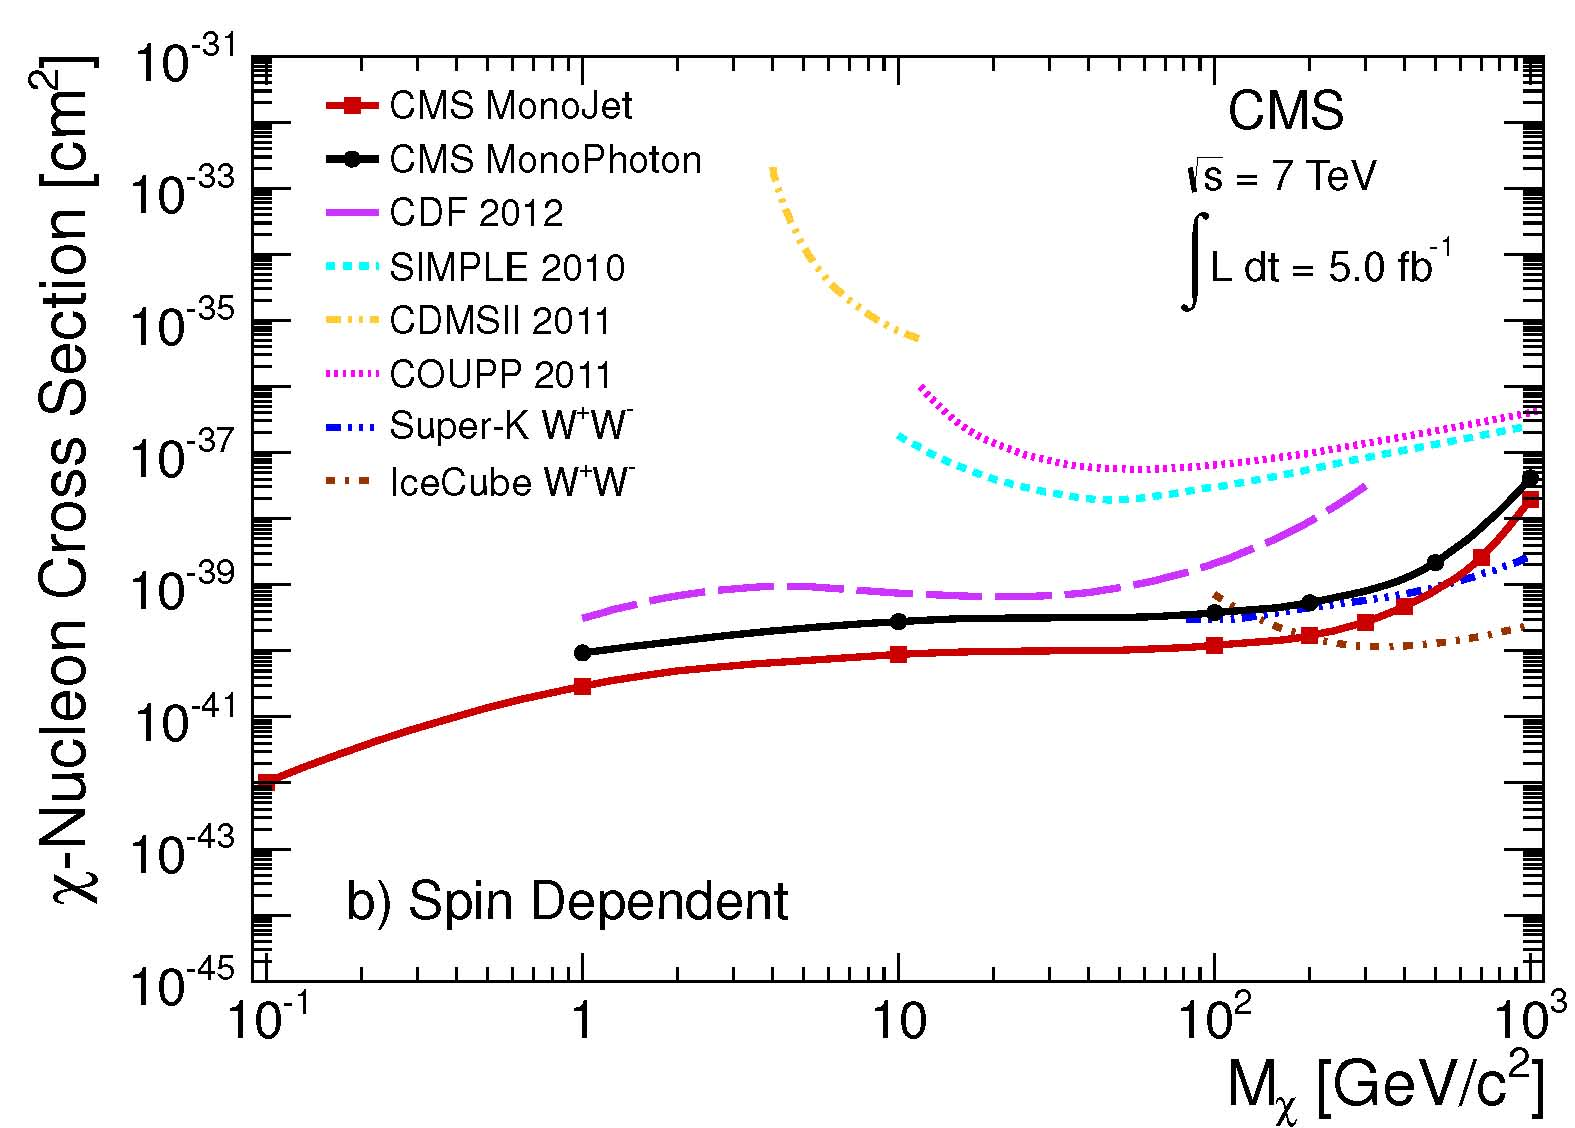 χ-Nucleon Cross Section [cm²]
10⁻³¹
10⁻³³
10⁻³⁵
10⁻³⁷
10⁻³⁹
10⁻⁴¹
10⁻⁴³
10⁻⁴⁵
CMS MonoJet
CMS MonoPhoton
CDF 2012
SIMPLE 2010
CDMSII 2011
COUPP 2011
Super-K W⁺W⁻
IceCube W⁺W⁻
CMS
√s = 7 TeV
∫L dt = 5.0 fb⁻¹
b) Spin Dependent
10⁻¹ 1 10 10² 10³
Mχ [GeV/c²]